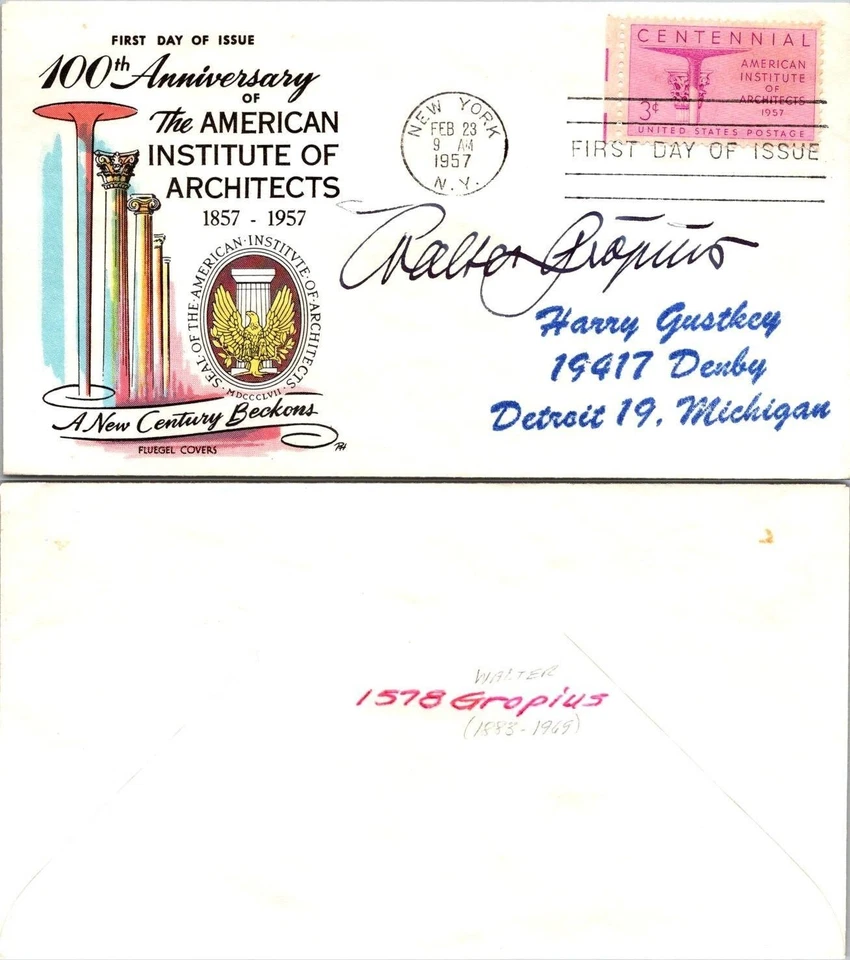 FIRST DAY OF ISSUE
100th Anniversary
OF
The AMERICAN
INSTITUTE OF
ARCHITECTS
1857 - 1957
SEAL·OF·THE·AMERICAN·INSTITVTE·OF·ARCHITECTS·
MDCCCLVII
A New Century Beckons
FLUEGEL COVERS
RH
NEW YORK
FEB 23
9 AM
1957
N.Y.
CENTENNIAL
AMERICAN
INSTITUTE
OF
ARCHITECTS
1957
3¢
UNITED STATES POSTAGE
FIRST DAY OF ISSUE
Walter Gropius
Harry Gustkey
19417 Denby
Detroit 19, Michigan
WALTER
1578 Gropius
(1883-1969)